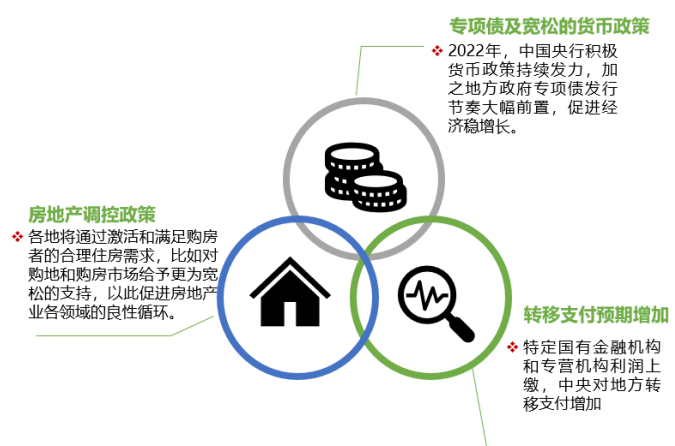 专项债及宽松的货币政策
2022年，中国央行积极
货币政策持续发力，加
之地方政府专项债发行
节奏大幅前置，促进经
济稳增长。
房地产调控政策
各地将通过激活和满足购房
者的合理住房需求，比如对
购地和购房市场给予更为宽
松的支持，以此促进房地产
业各领域的良性循环。
转移支付预期增加
特定国有金融机构
和专营机构利润上
缴，中央对地方转
移支付增加